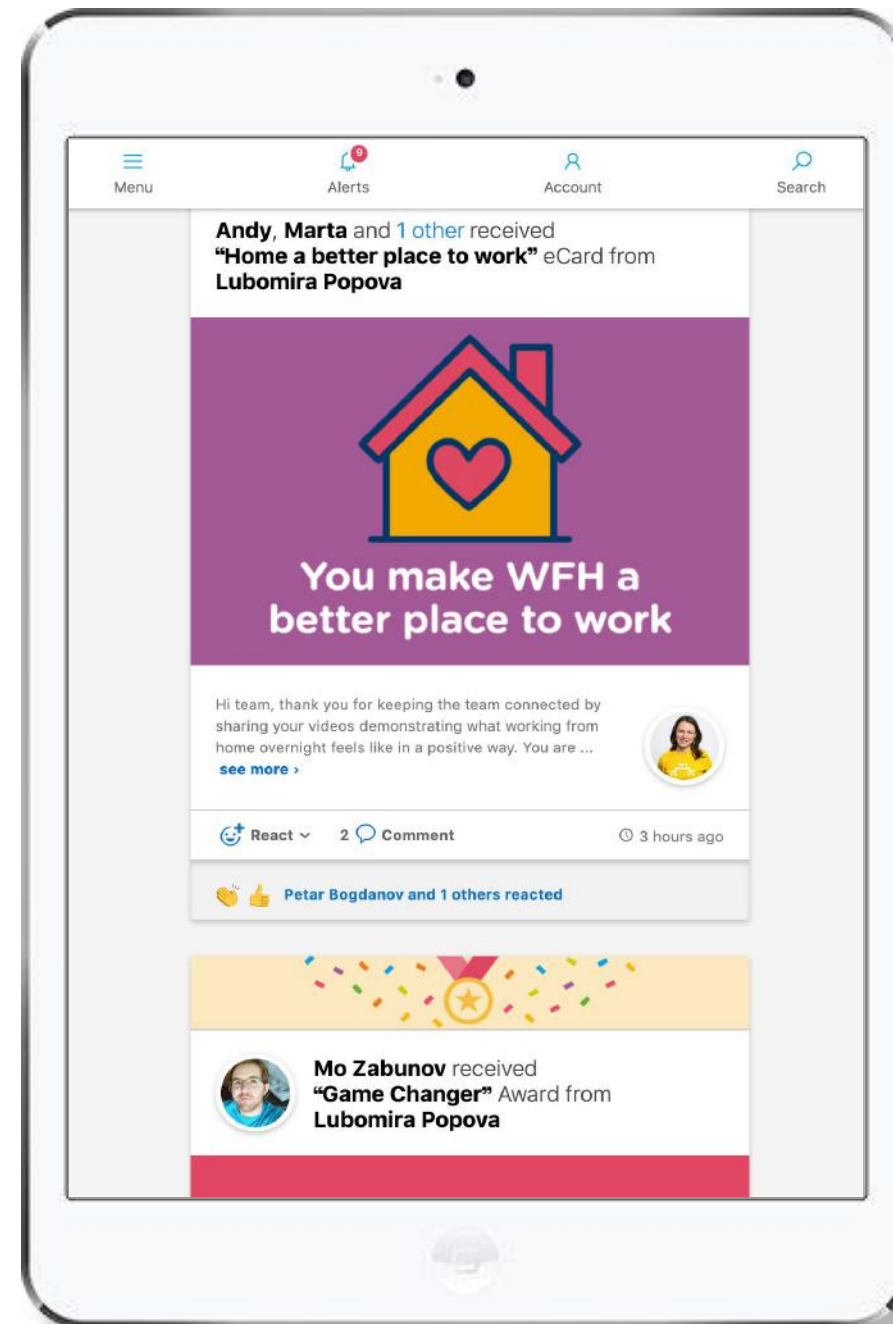 9
Menu
Alerts
Account
Search
Andy, Marta and 1 other received
“Home a better place to work” eCard from
Lubomira Popova
You make WFH a
better place to work
Hi team, thank you for keeping the team connected by
sharing your videos demonstrating what working from
home overnight feels like in a positive way. You are ...
see more ›
React
2
Comment
3 hours ago
Petar Bogdanov and 1 others reacted
Mo Zabunov received
“Game Changer” Award from
Lubomira Popova